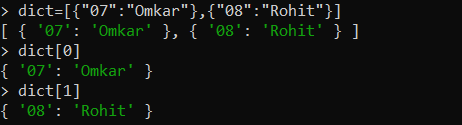 > dict=[{"07":"Omkar"},{"08":"Rohit"}]
[ { '07': 'Omkar' }, { '08': 'Rohit' } ]
> dict[0]
{ '07': 'Omkar' }
> dict[1]
{ '08': 'Rohit' }